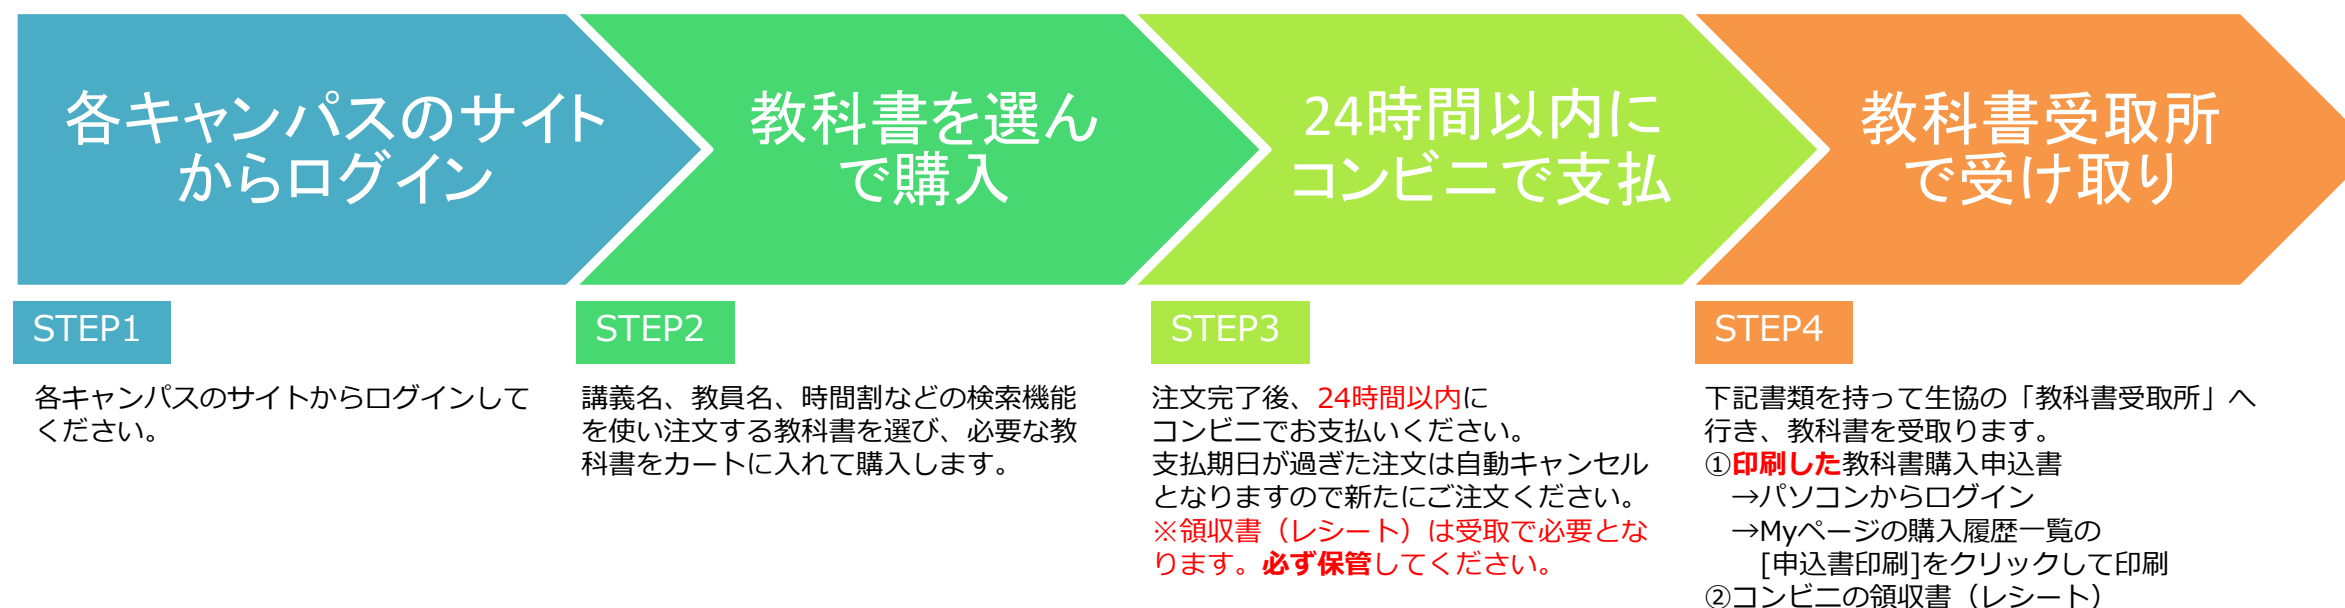 各キャンパスのサイト
からログイン
教科書を選ん
で購入
24時間以内に
コンビニで支払
教科書受取所
で受け取り
STEP1
各キャンパスのサイトからログインして
ください。
STEP2
講義名、教員名、時間割などの検索機能
を使い注文する教科書を選び、必要な教
科書をカートに入れて購入します。
STEP3
注文完了後、24時間以内に
コンビニでお支払いください。
支払期日が過ぎた注文は自動キャンセル
となりますので新たにご注文ください。
※領収書（レシート）は受取で必要とな
ります。必ず保管してください。
STEP4
下記書類を持って生協の「教科書受取所」へ
行き、教科書を受取ります。
①印刷した教科書購入申込書
→パソコンからログイン
→Myページの購入履歴一覧の
[申込書印刷]をクリックして印刷
②コンビニの領収書（レシート）